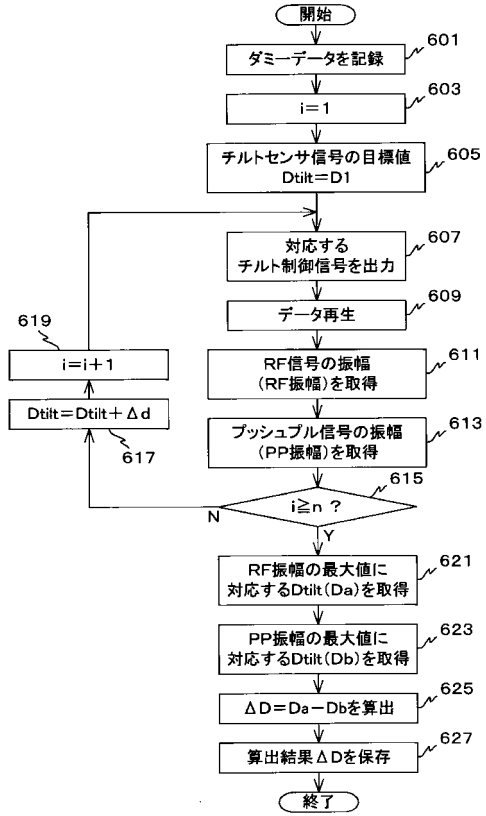 開始
ダミーデータを記録
601
i=1
603
チルトセンサ信号の目標値
Dtilt=D1
605
対応する
チルト制御信号を出力
607
データ再生
609
619
i=i+1
RF信号の振幅
(RF振幅)を取得
611
Dtilt=Dtilt+Δd
617
プッシュプル信号の振幅
(PP振幅)を取得
613
615
i≧n ?
N
Y
RF振幅の最大値に
対応するDtilt(Da)を取得
621
PP振幅の最大値に
対応するDtilt(Db)を取得
623
ΔD=Da-Dbを算出
625
算出結果ΔDを保存
627
終了